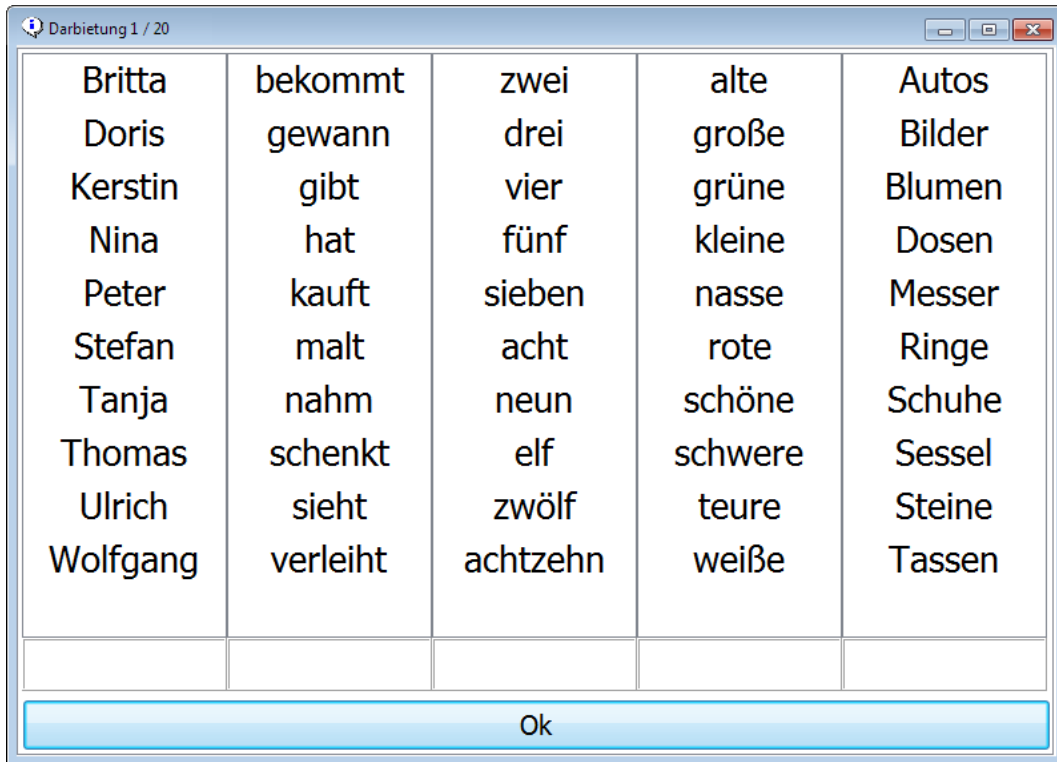 Darbietung 1 / 20
Britta bekommt zwei alte Autos
Doris gewann drei große Bilder
Kerstin gibt vier grüne Blumen
Nina hat fünf kleine Dosen
Peter kauft sieben nasse Messer
Stefan malt acht rote Ringe
Tanja nahm neun schöne Schuhe
Thomas schenkt elf schwere Sessel
Ulrich sieht zwölf teure Steine
Wolfgang verleiht achtzehn weiße Tassen
Ok